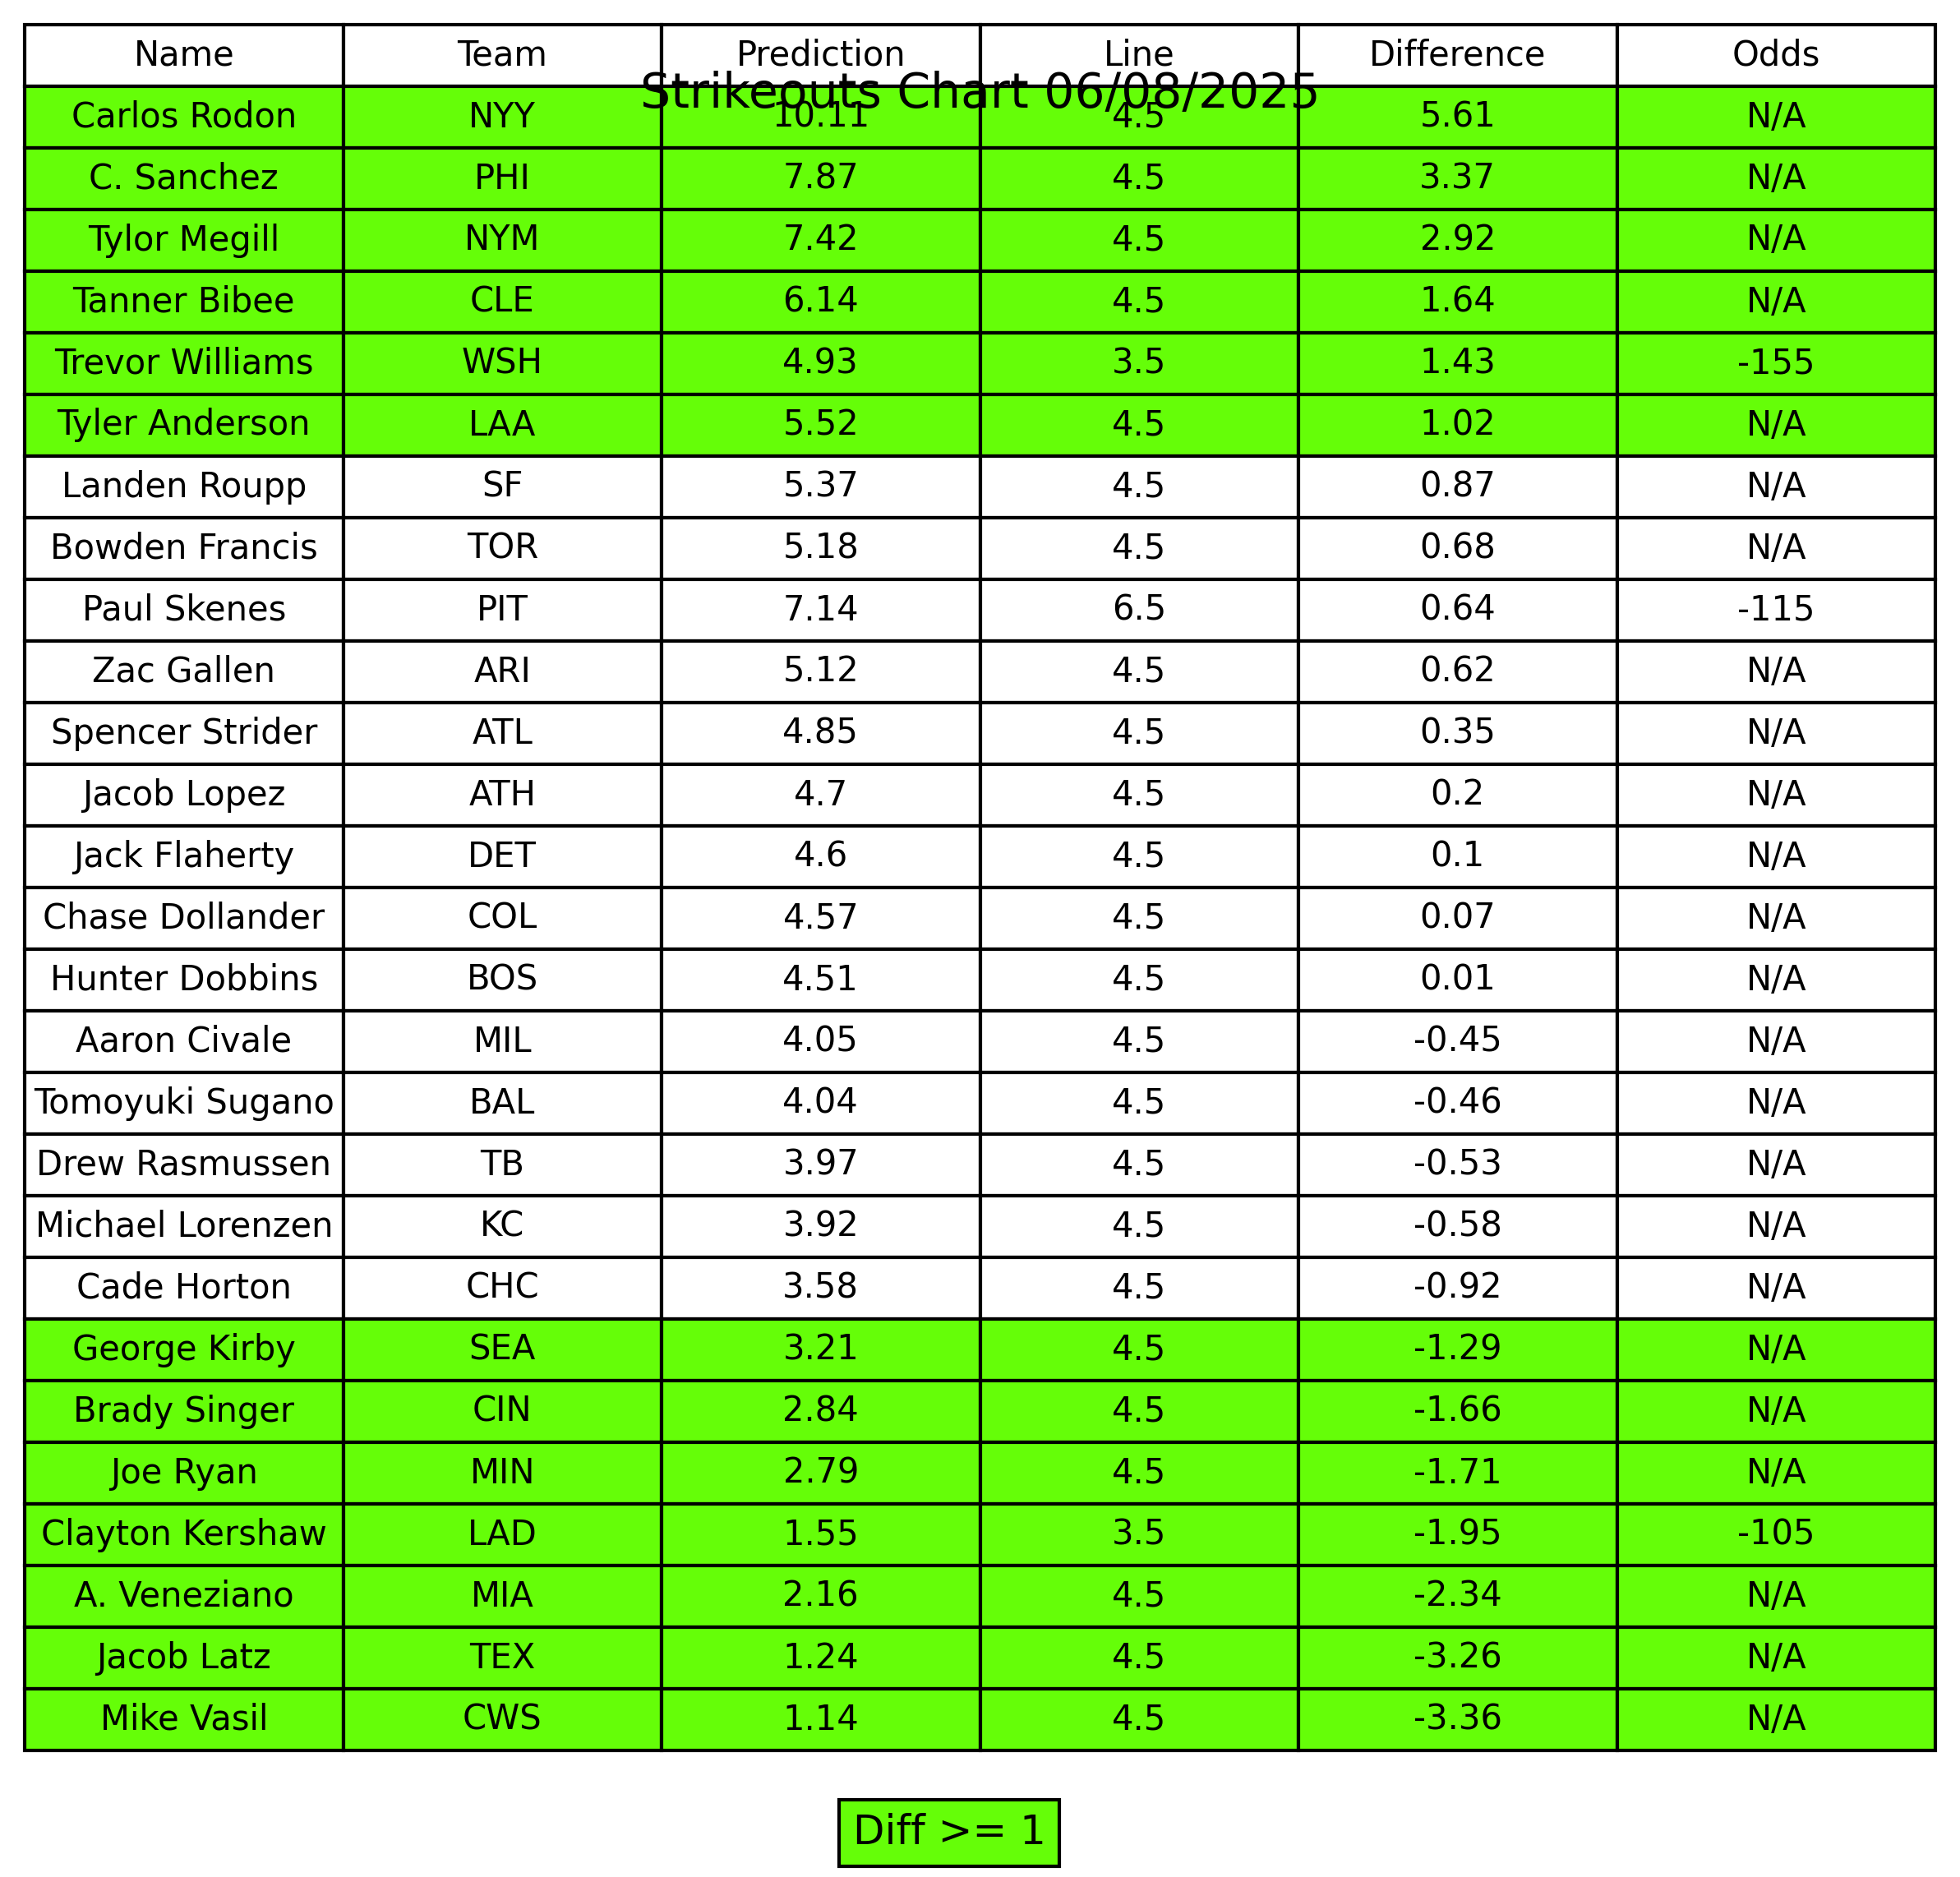 Name Team Prediction Line Difference Odds
Strikeouts Chart 06/08/2025
Carlos Rodon NYY 10.11 4.5 5.61 N/A
C. Sanchez PHI 7.87 4.5 3.37 N/A
Tylor Megill NYM 7.42 4.5 2.92 N/A
Tanner Bibee CLE 6.14 4.5 1.64 N/A
Trevor Williams WSH 4.93 3.5 1.43 -155
Tyler Anderson LAA 5.52 4.5 1.02 N/A
Landen Roupp SF 5.37 4.5 0.87 N/A
Bowden Francis TOR 5.18 4.5 0.68 N/A
Paul Skenes PIT 7.14 6.5 0.64 -115
Zac Gallen ARI 5.12 4.5 0.62 N/A
Spencer Strider ATL 4.85 4.5 0.35 N/A
Jacob Lopez ATH 4.7 4.5 0.2 N/A
Jack Flaherty DET 4.6 4.5 0.1 N/A
Chase Dollander COL 4.57 4.5 0.07 N/A
Hunter Dobbins BOS 4.51 4.5 0.01 N/A
Aaron Civale MIL 4.05 4.5 -0.45 N/A
Tomoyuki Sugano BAL 4.04 4.5 -0.46 N/A
Drew Rasmussen TB 3.97 4.5 -0.53 N/A
Michael Lorenzen KC 3.92 4.5 -0.58 N/A
Cade Horton CHC 3.58 4.5 -0.92 N/A
George Kirby SEA 3.21 4.5 -1.29 N/A
Brady Singer CIN 2.84 4.5 -1.66 N/A
Joe Ryan MIN 2.79 4.5 -1.71 N/A
Clayton Kershaw LAD 1.55 3.5 -1.95 -105
A. Veneziano MIA 2.16 4.5 -2.34 N/A
Jacob Latz TEX 1.24 4.5 -3.26 N/A
Mike Vasil CWS 1.14 4.5 -3.36 N/A
Diff >= 1